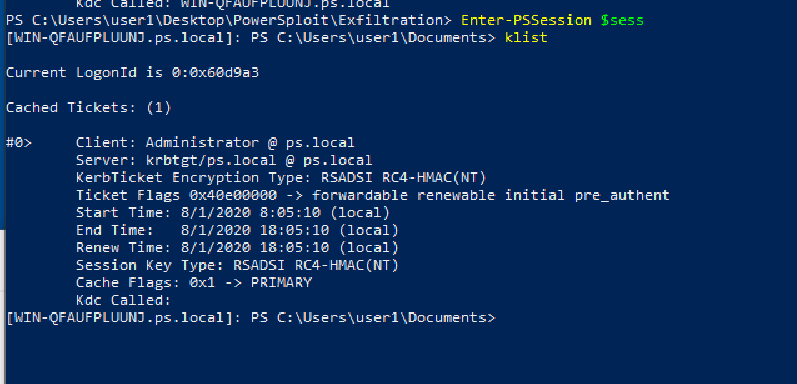 Kdc Called: WIN-QFAUFPLUUNJ.ps.local
PS C:\Users\user1\Desktop\PowerSploit\Exfiltration> Enter-PSSession $sess
[WIN-QFAUFPLUUNJ.ps.local]: PS C:\Users\user1\Documents> klist
Current LogonId is 0:0x60d9a3
Cached Tickets: (1)
#0> Client: Administrator @ ps.local
Server: krbtgt/ps.local @ ps.local
KerbTicket Encryption Type: RSADSI RC4-HMAC(NT)
Ticket Flags 0x40e00000 -> forwardable renewable initial pre_authent
Start Time: 8/1/2020 8:05:10 (local)
End Time: 8/1/2020 18:05:10 (local)
Renew Time: 8/1/2020 18:05:10 (local)
Session Key Type: RSADSI RC4-HMAC(NT)
Cache Flags: 0x1 -> PRIMARY
Kdc Called:
[WIN-QFAUFPLUUNJ.ps.local]: PS C:\Users\user1\Documents>